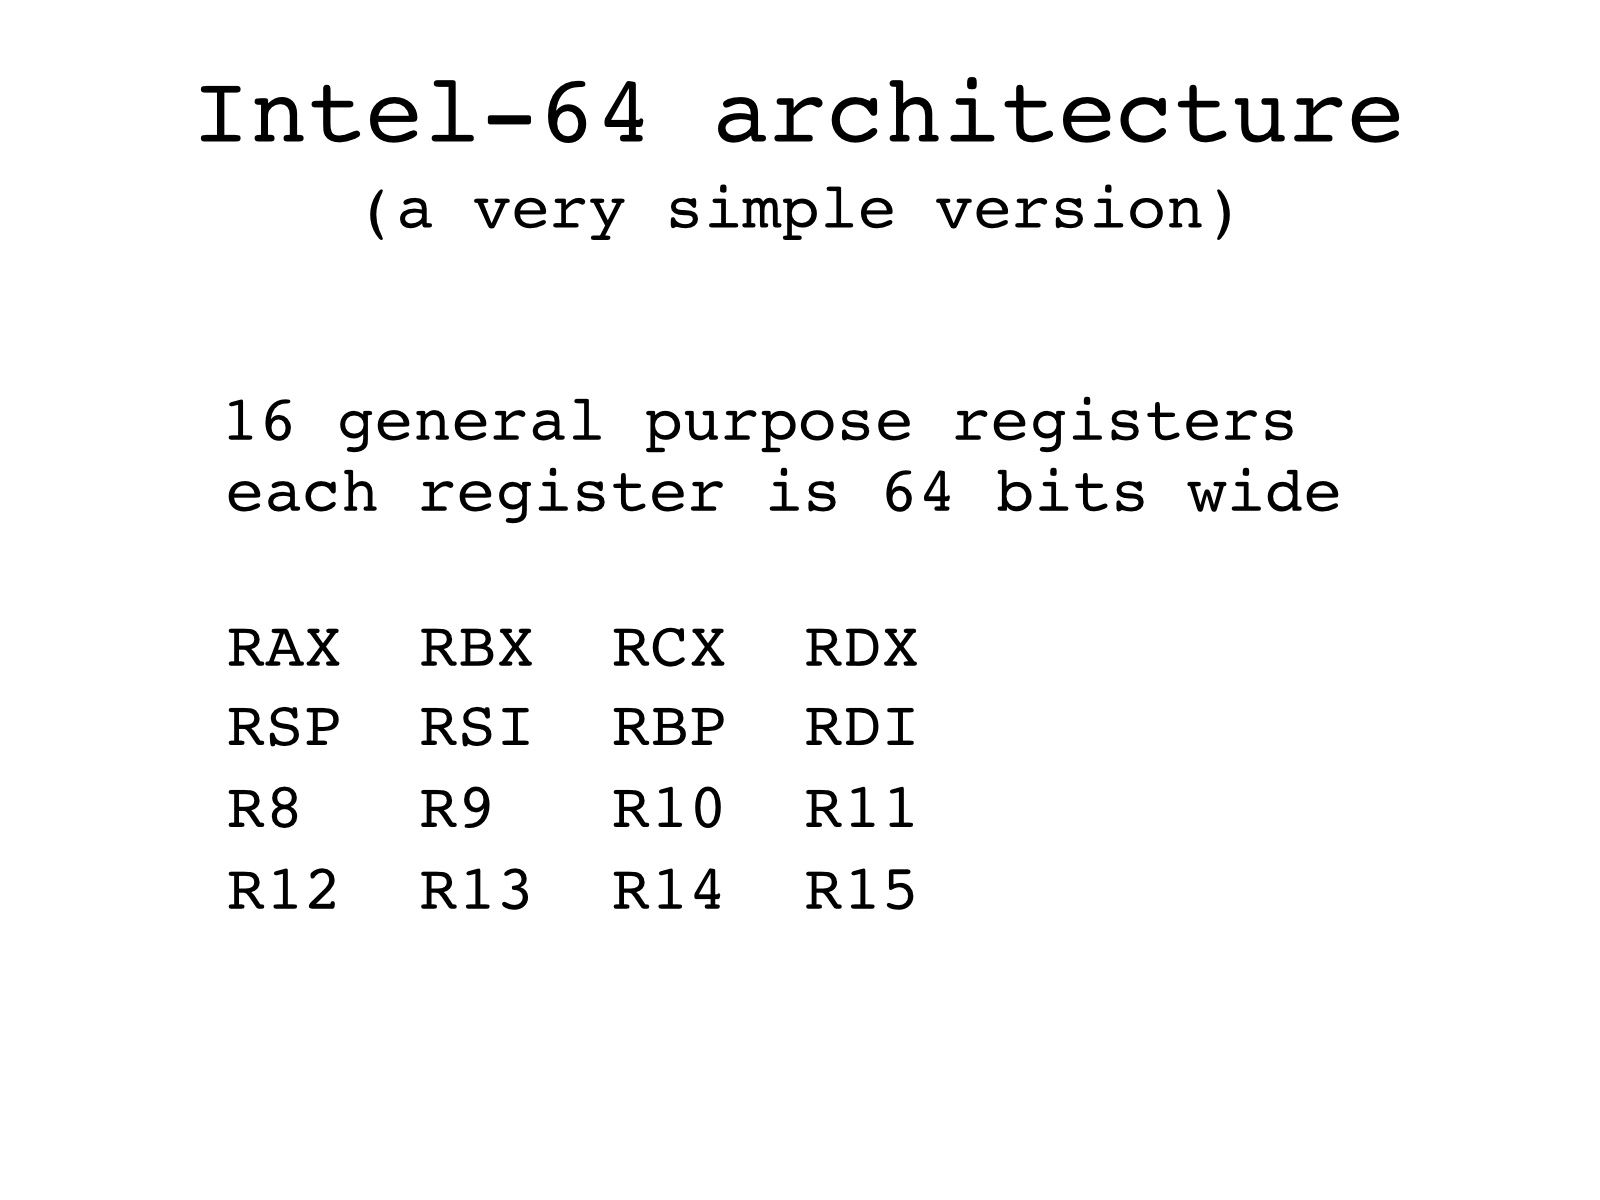 Intel-64 architecture
(a very simple version)
16 general purpose registers
each register is 64 bits wide
RAX RBX RCX RDX
RSP RSI RBP RDI
R8 R9 R10 R11
R12 R13 R14 R15